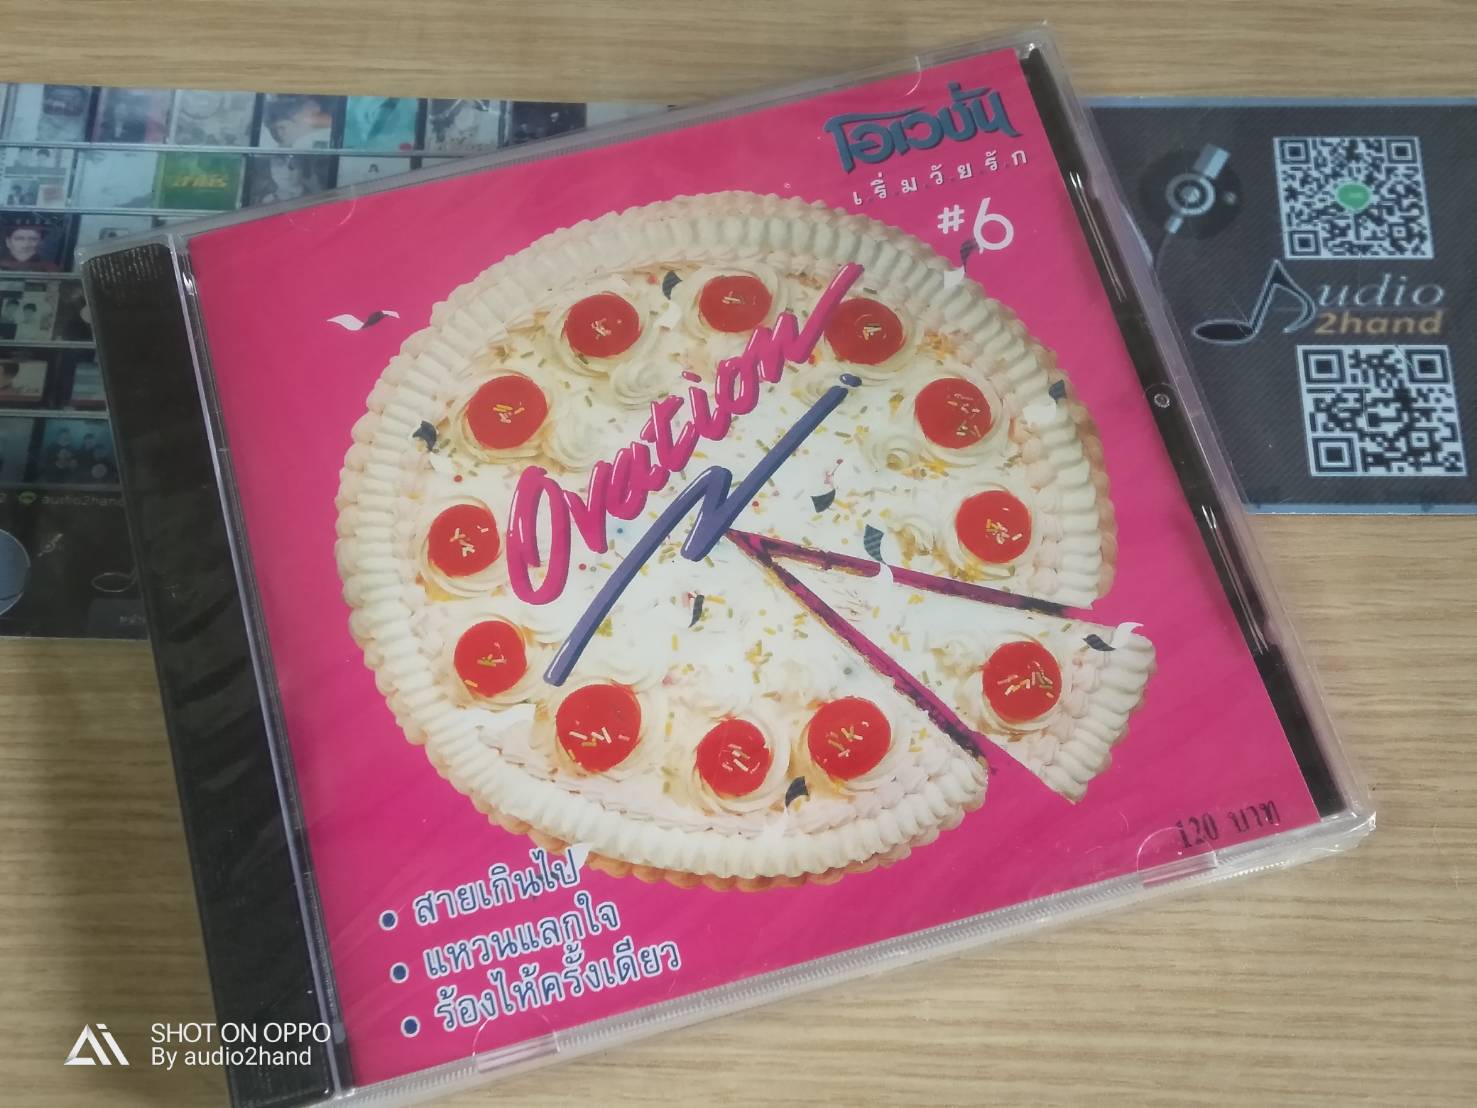 โอเวชั่น
เริ่มวัยรัก
#6
Ovation
120 บาท
• สายเกินไป
• แหวนแลกใจ
• ร้องไห้ครั้งเดียว
Audio
2hand
audio2hand
SHOT ON OPPO
By audio2hand